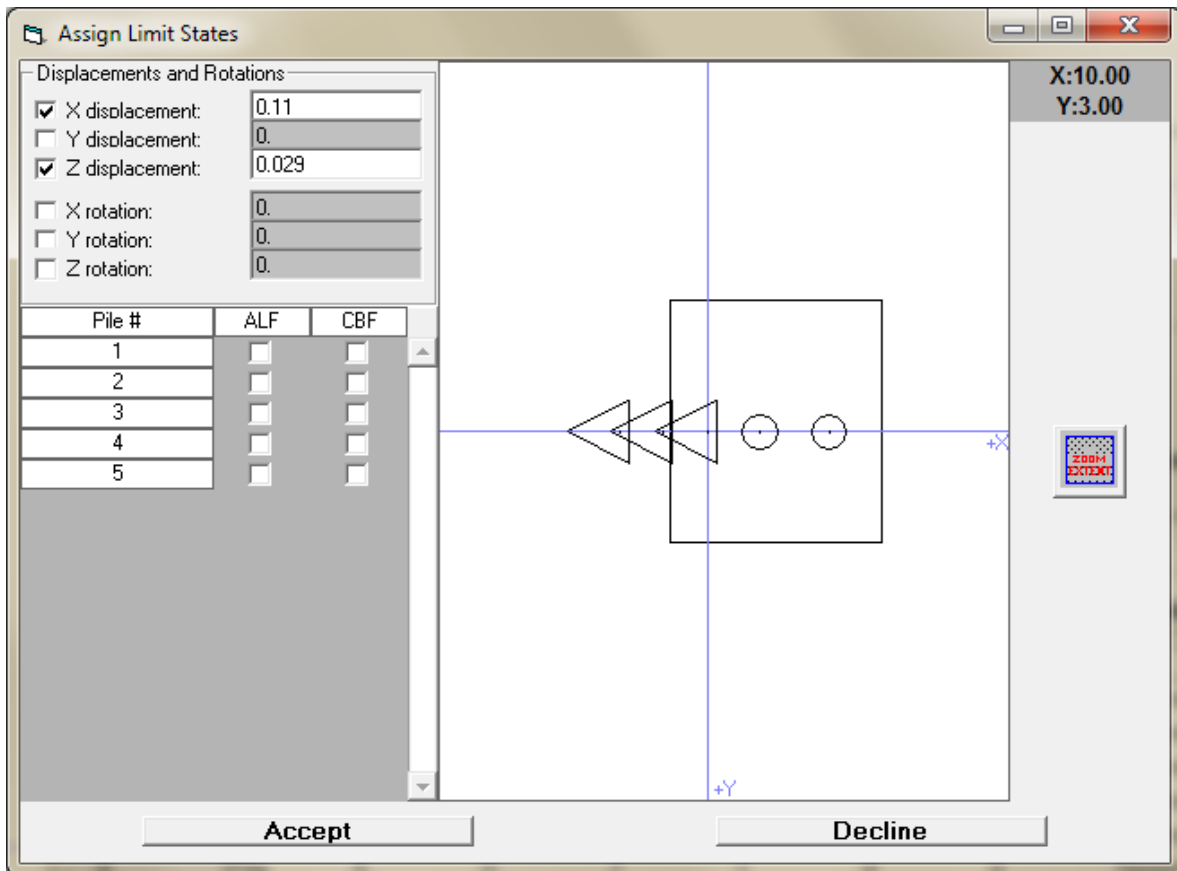 Assign Limit States
Displacements and Rotations
X displacement: 0.11
Y displacement: 0.
Z displacement: 0.029
X rotation: 0.
Y rotation: 0.
Z rotation: 0.
Pile # ALF CBF
1
2
3
4
5
+X
+Y
X:10.00
Y:3.00
ZOOM
EXTEXT
Accept
Decline